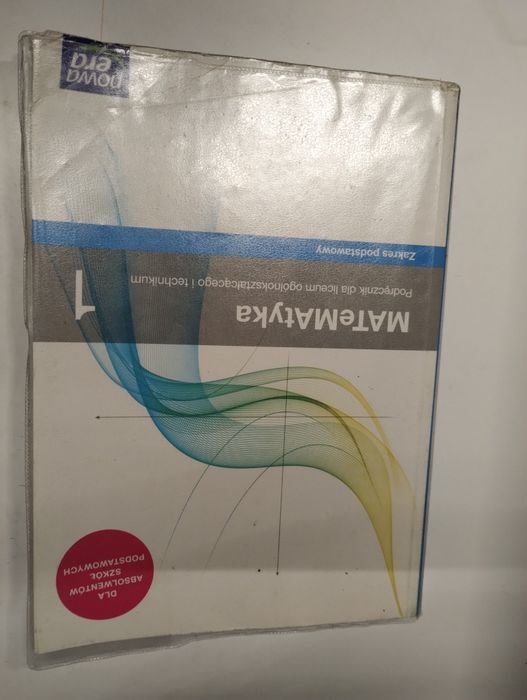 DLA
ABSOLWENTÓW
SZKÓŁ
PODSTAWOWYCH
MATeMAtyka
1
Podręcznik dla liceum ogólnokształcącego i technikum
Zakres podstawowy
nowa
era